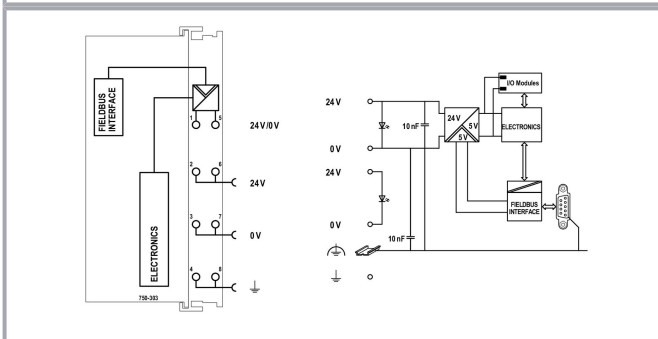 FIELDBUS
INTERFACE
ELECTRONICS
750-303
1 5
24 V/0 V
2 6
24 V
3 7
0 V
4 8
24 V
0 V
24 V
0 V
10 nF
10 nF
24 V
5 V
5 V
I/O Modules
ELECTRONICS
FIELDBUS
INTERFACE